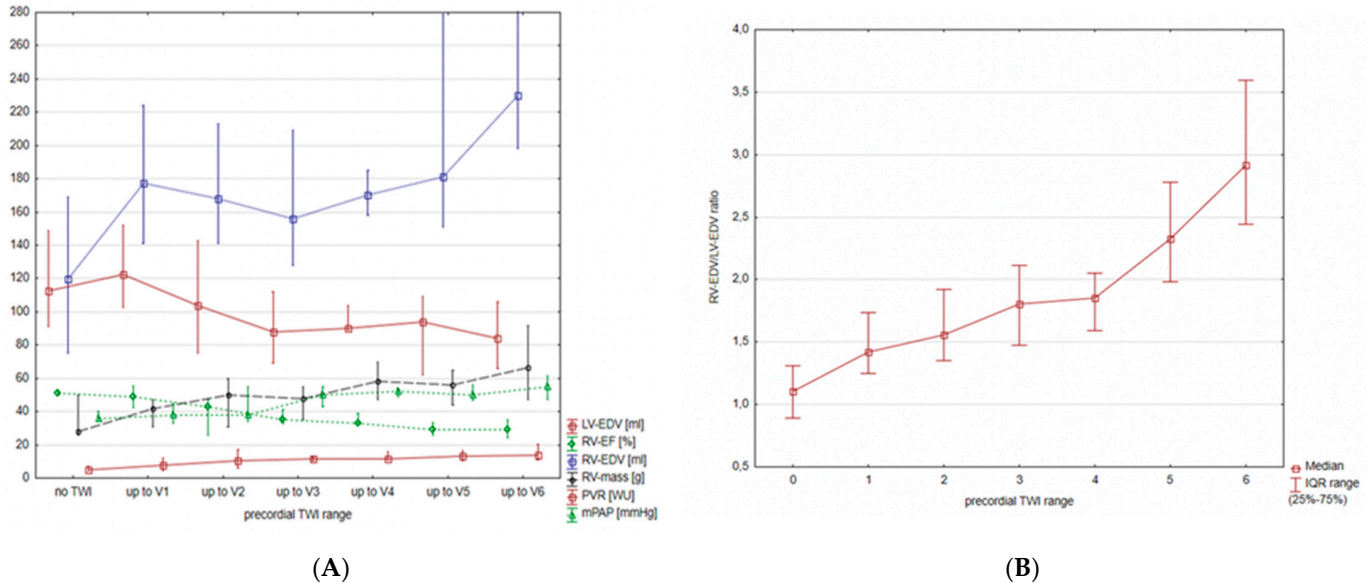 280
260
240
220
200
180
160
140
120
100
80
60
40
20
0
no TWI up to V1 up to V2 up to V3 up to V4 up to V5 up to V6
precordial TWI range
LV-EDV [ml]
RV-EF [%]
RV-EDV [ml]
RV-mass [g]
PVR [WU]
mPAP [mmHg]
(A)
4,0
3,5
3,0
2,5
2,0
1,5
1,0
0,5
RV-EDV/LV-EDV ratio
0 1 2 3 4 5 6
precordial TWI range
Median
IQR range
(25%-75%)
(B)